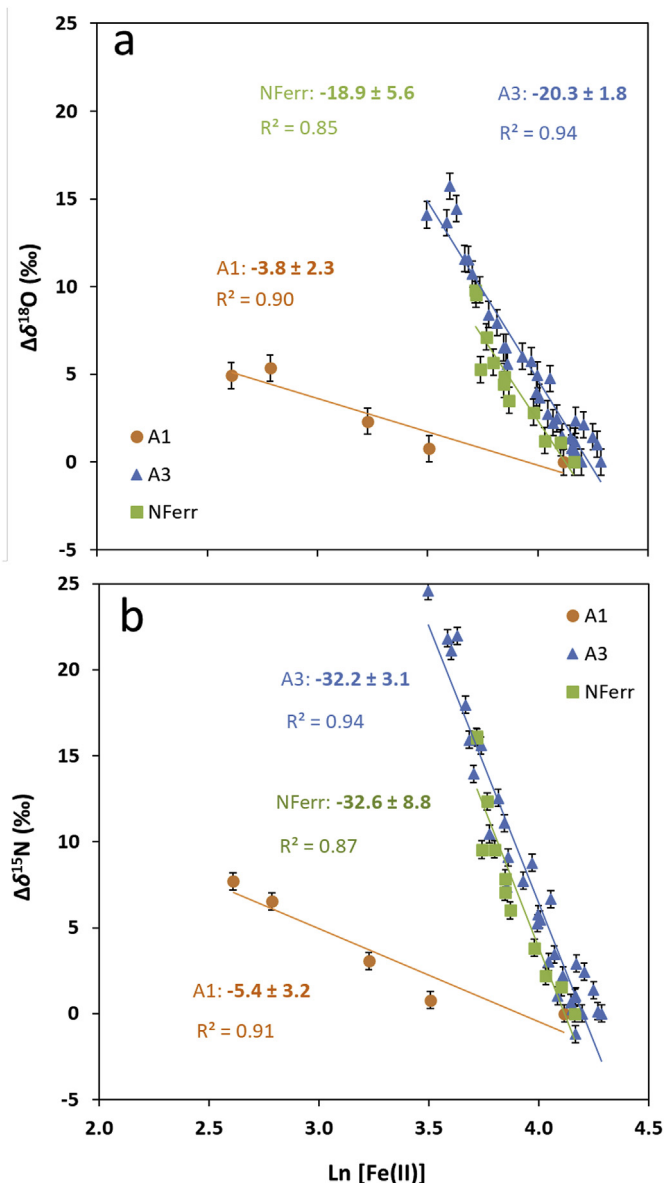 25
a
20
NFerr: -18.9 ± 5.6
A3: -20.3 ± 1.8
R² = 0.85
R² = 0.94
15
A1: -3.8 ± 2.3
R² = 0.90
10
Δδ¹⁸O (‰)
5
A1
A3
0
NFerr
-5
25
b
A1
20
A3
A3: -32.2 ± 3.1
NFerr
R² = 0.94
15
NFerr: -32.6 ± 8.8
R² = 0.87
10
Δδ¹⁵N (‰)
5
A1: -5.4 ± 3.2
R² = 0.91
0
-5
2.0 2.5 3.0 3.5 4.0 4.5
Ln [Fe(II)]